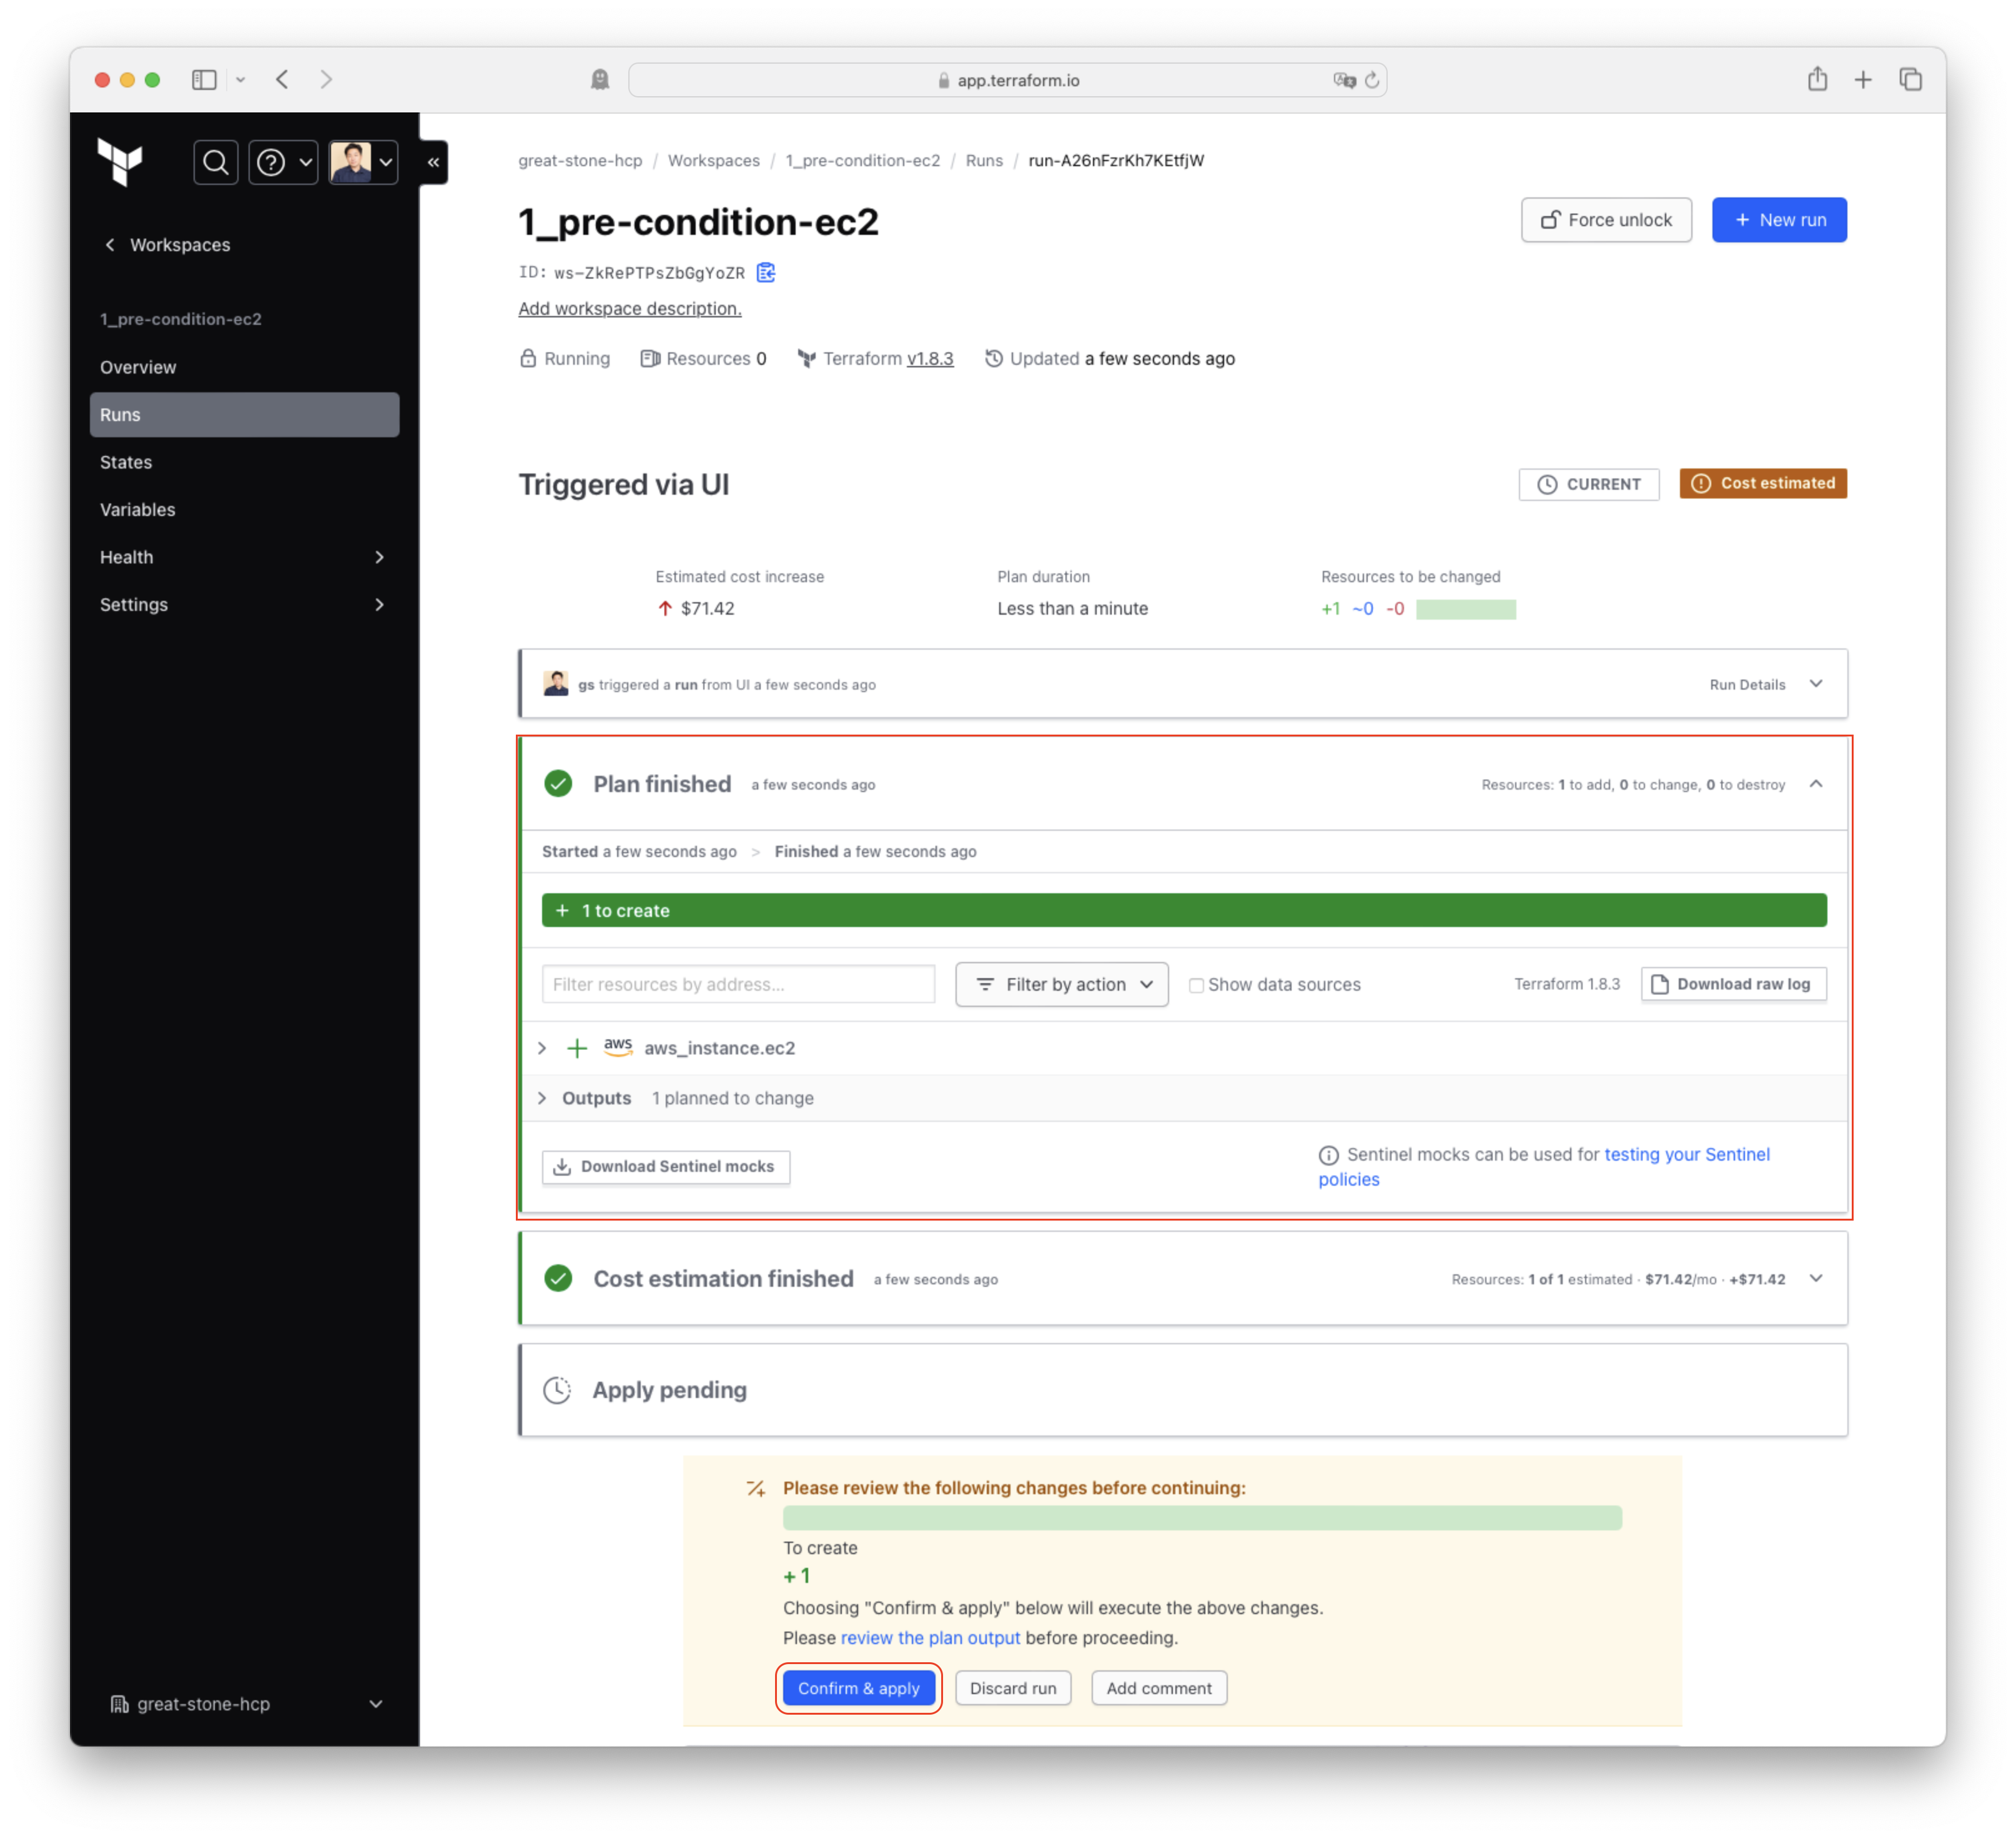 app.terraform.io
great-stone-hcp / Workspaces / 1_pre-condition-ec2 / Runs / run-A26nFzrKh7KEtfjW
1_pre-condition-ec2
Force unlock
+ New run
ID: ws-ZkRePTPsZbGgYoZR
Add workspace description.
Running
Resources 0
Terraform v1.8.3
Updated a few seconds ago
Workspaces
1_pre-condition-ec2
Overview
Runs
States
Variables
Health
Settings
great-stone-hcp
Triggered via UI
CURRENT
Cost estimated
Estimated cost increase
$71.42
Plan duration
Less than a minute
Resources to be changed
+1 ~0 -0
gs triggered a run from UI a few seconds ago
Run Details
Plan finished a few seconds ago
Resources: 1 to add, 0 to change, 0 to destroy
Started a few seconds ago > Finished a few seconds ago
+ 1 to create
Filter resources by address...
Filter by action
Show data sources
Terraform 1.8.3
Download raw log
+ aws aws_instance.ec2
Outputs 1 planned to change
Download Sentinel mocks
Sentinel mocks can be used for testing your Sentinel
policies
Cost estimation finished a few seconds ago
Resources: 1 of 1 estimated · $71.42/mo · +$71.42
Apply pending
Please review the following changes before continuing:
To create
+ 1
Choosing "Confirm & apply" below will execute the above changes.
Please review the plan output before proceeding.
Confirm & apply
Discard run
Add comment